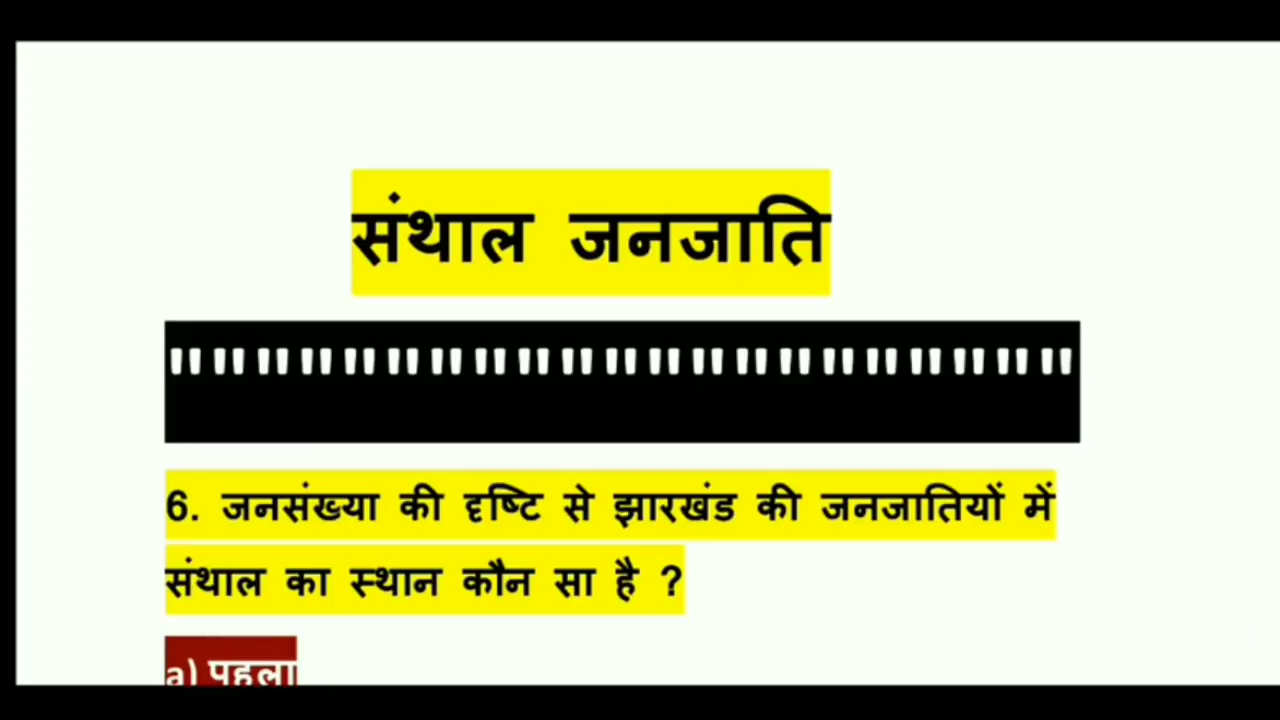 संथाल जनजाति
" " " " " " " " " " " " " " " " " " " " "
6. जनसंख्या की दृष्टि से झारखंड की जनजातियों में
संथाल का स्थान कौन सा है ?
a) पहला